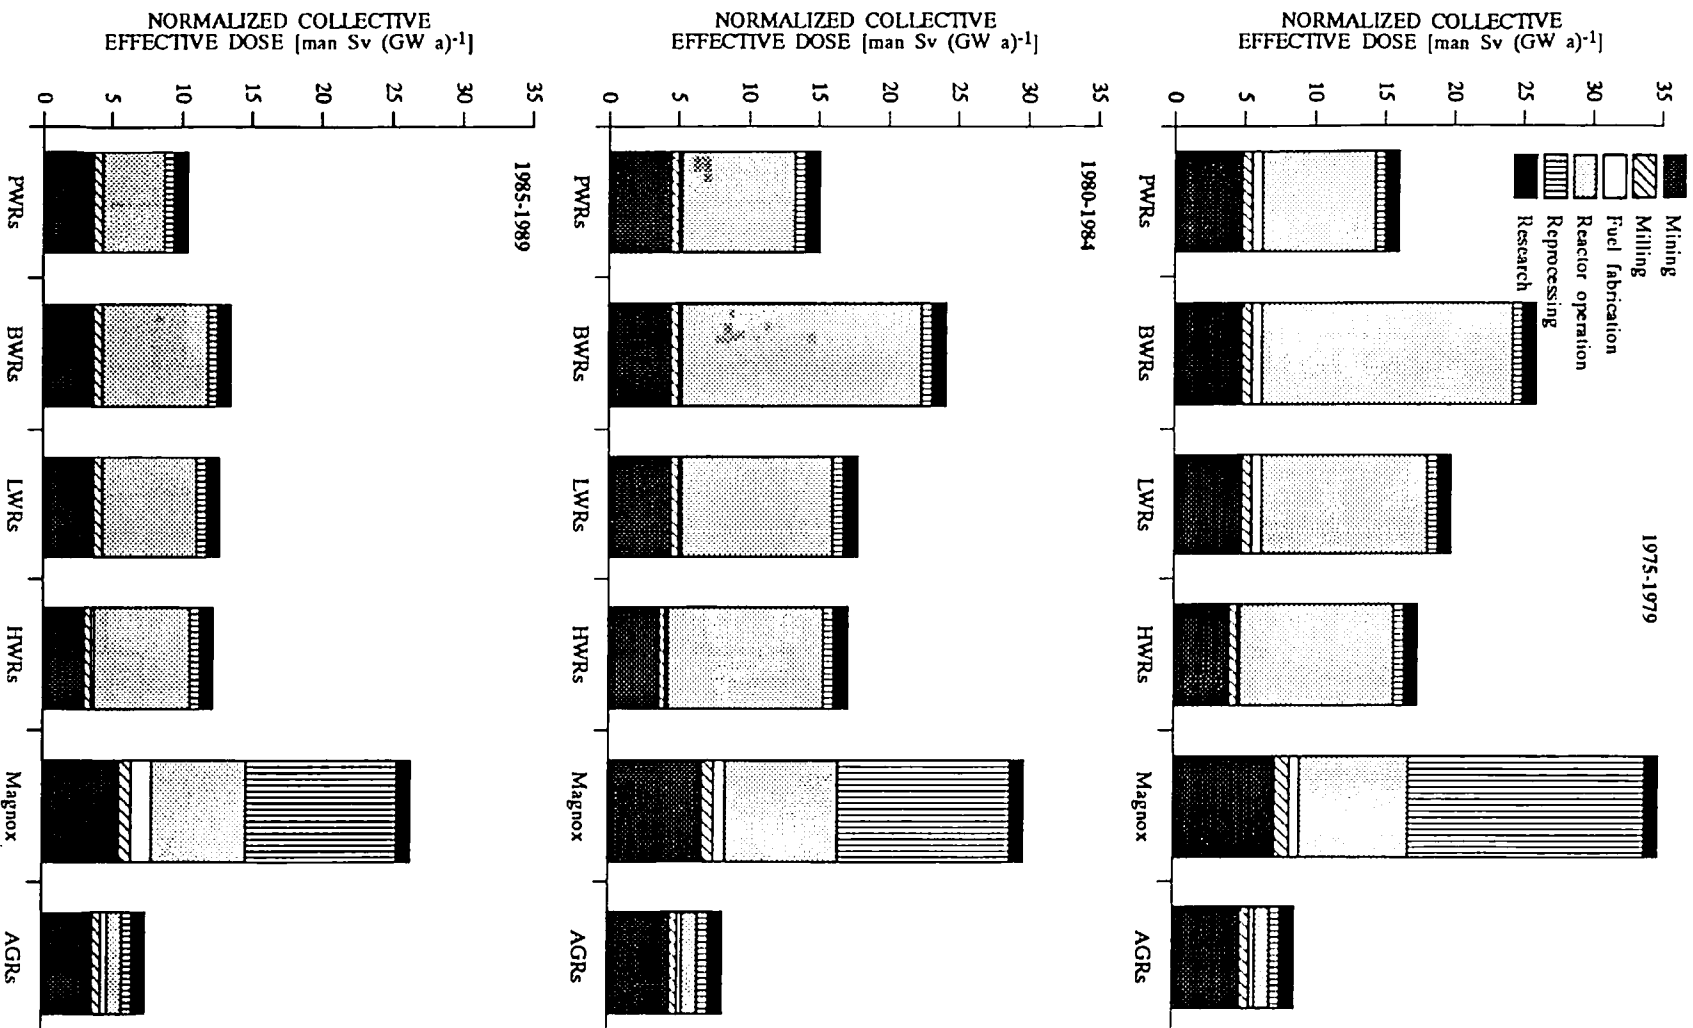 NORMALIZED COLLECTIVE
EFFECTIVE DOSE [man Sv (GW a)-1]
0
5
10
15
20
25
30
35
1985-1989
PWRs
BWRs
LWRs
HWRs
Magnox
AGRs
NORMALIZED COLLECTIVE
EFFECTIVE DOSE [man Sv (GW a)-1]
0
5
10
15
20
25
30
35
1980-1984
PWRs
BWRs
LWRs
HWRs
Magnox
AGRs
NORMALIZED COLLECTIVE
EFFECTIVE DOSE [man Sv (GW a)-1]
0
5
10
15
20
25
30
35
Mining
Milling
Fuel fabrication
Reactor operation
Reprocessing
Research
1975-1979
PWRs
BWRs
LWRs
HWRs
Magnox
AGRs